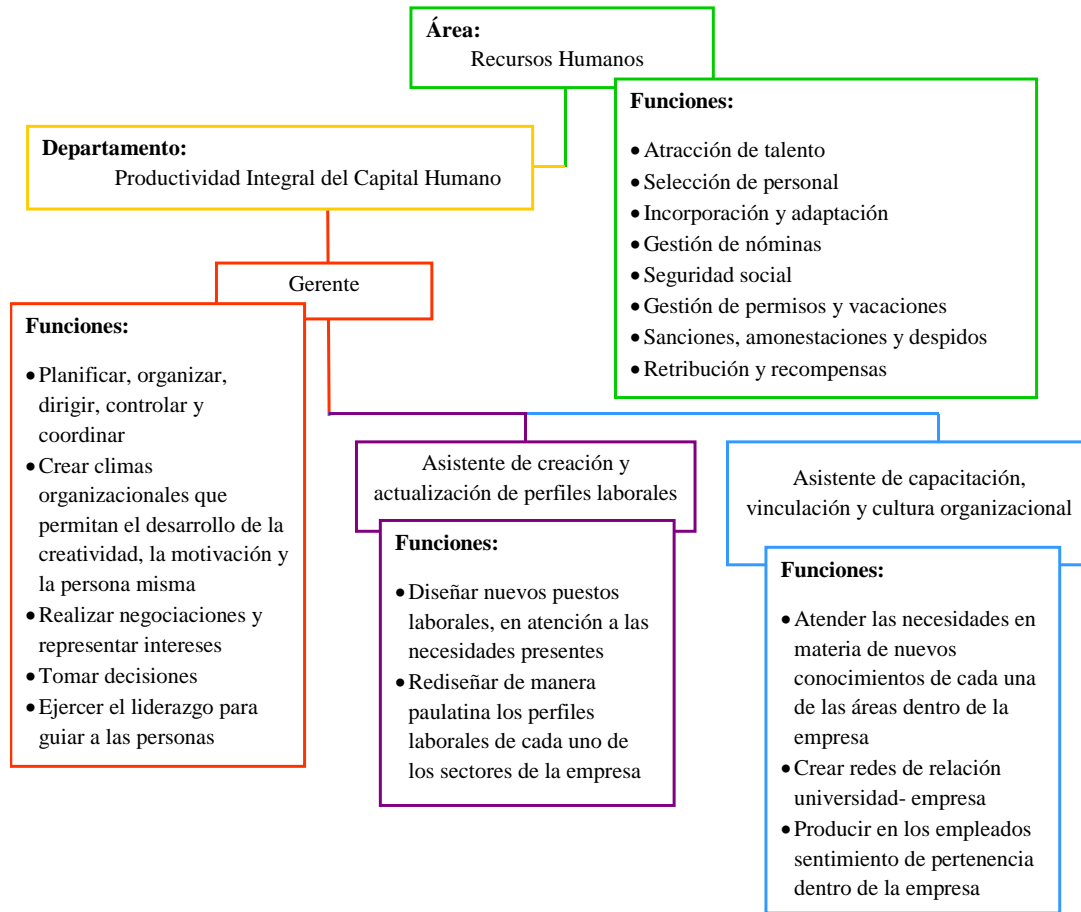 Área:
Recursos Humanos
Funciones:
• Atracción de talento
• Selección de personal
• Incorporación y adaptación
• Gestión de nóminas
• Seguridad social
• Gestión de permisos y vacaciones
• Sanciones, amonestaciones y despidos
• Retribución y recompensas
Departamento:
Productividad Integral del Capital Humano
Gerente
Funciones:
• Planificar, organizar,
dirigir, controlar y
coordinar
• Crear climas
organizacionales que
permitan el desarrollo de la
creatividad, la motivación y
la persona misma
• Realizar negociaciones y
representar intereses
• Tomar decisiones
• Ejercer el liderazgo para
guiar a las personas
Asistente de creación y
actualización de perfiles laborales
Funciones:
• Diseñar nuevos puestos
laborales, en atención a las
necesidades presentes
• Rediseñar de manera
paulatina los perfiles
laborales de cada uno de
los sectores de la empresa
Asistente de capacitación,
vinculación y cultura organizacional
Funciones:
• Atender las necesidades en
materia de nuevos
conocimientos de cada una
de las áreas dentro de la
empresa
• Crear redes de relación
universidad- empresa
• Producir en los empleados
sentimiento de pertenencia
dentro de la empresa